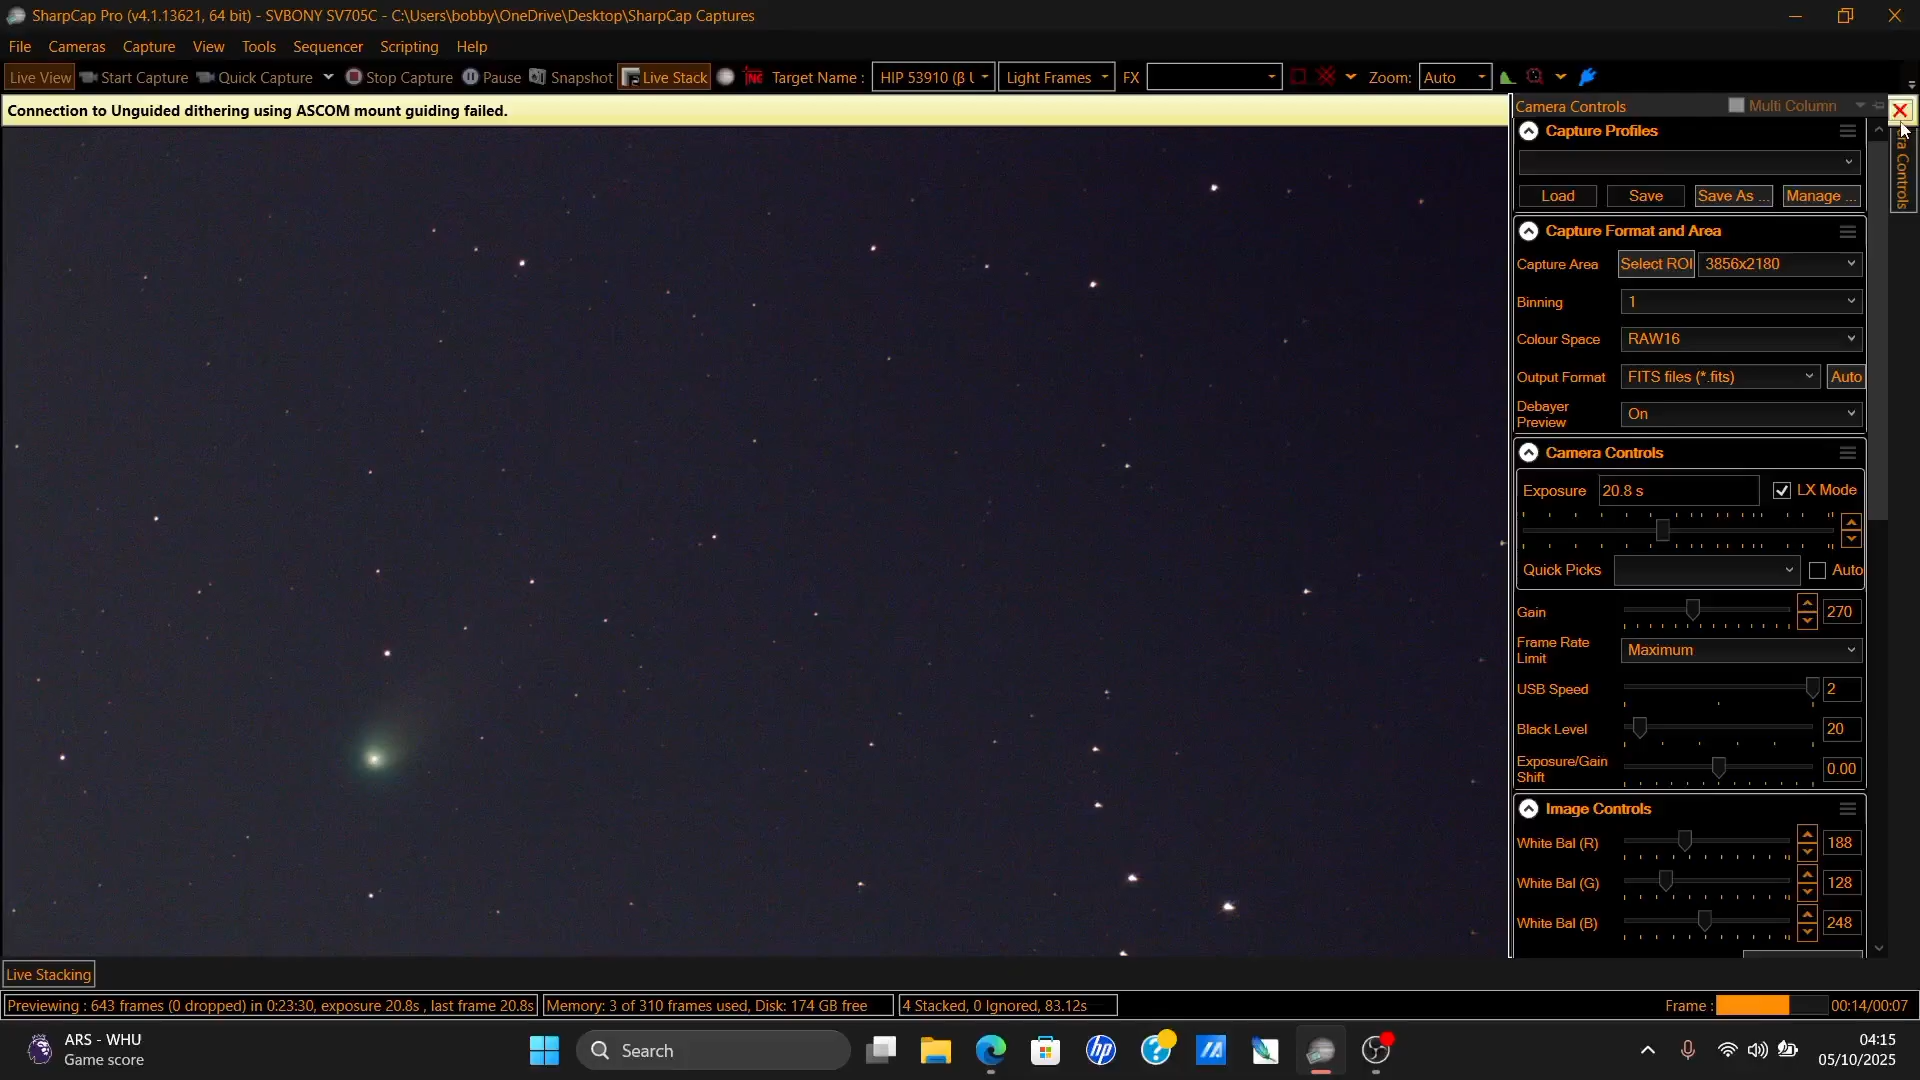 SharpCap Pro (v4.1.13621, 64 bit) - SVBONY SV705C - C:\Users\bobby\OneDrive\Desktop\SharpCap Captures
File Cameras Capture View Tools Sequencer Scripting Help
Live View Start Capture Quick Capture Stop Capture Pause Snapshot Live Stack Target Name : HIP 53910 (β U Light Frames FX Zoom: Auto
Connection to Unguided dithering using ASCOM mount guiding failed.
Camera Controls Multi Column
Capture Profiles
Load Save Save As ... Manage ...
Capture Format and Area
Capture Area Select ROI 3856x2180
Binning 1
Colour Space RAW16
Output Format FITS files (*.fits) Auto
Debayer Preview On
Camera Controls
Exposure 20.8 s LX Mode
Quick Picks Auto
Gain 270
Frame Rate Limit Maximum
USB Speed 2
Black Level 20
Exposure/Gain Shift 0.00
Image Controls
White Bal (R) 188
White Bal (G) 128
White Bal (B) 248
Controls
Live Stacking
Previewing : 643 frames (0 dropped) in 0:23:30, exposure 20.8s , last frame 20.8s Memory: 3 of 310 frames used, Disk: 174 GB free 4 Stacked, 0 Ignored, 83.12s Frame : 00:14/00:07
ARS - WHU
Game score
Search
hp
04:15
05/10/2025